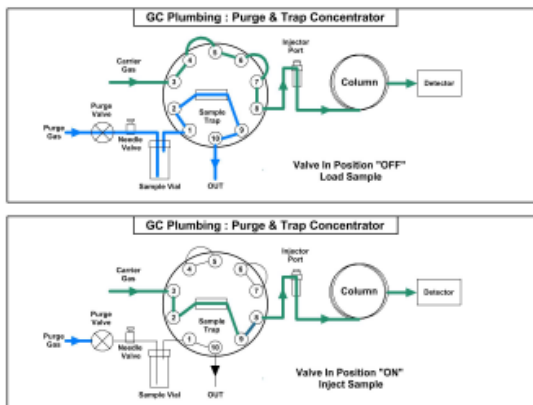 GC Plumbing : Purge & Trap Concentrator
Carrier
Gas
Injector
Port
Column
Detector
Purge
Valve
Purge
Gas
Needle
Valve
Sample
Trap
1
2
3
4
5
6
7
8
9
10
Sample Vial
OUT
Valve In Position "OFF"
Load Sample
GC Plumbing : Purge & Trap Concentrator
Carrier
Gas
Injector
Port
Column
Detector
Purge
Valve
Purge
Gas
Needle
Valve
Sample
Trap
1
2
3
4
5
6
7
8
9
10
Sample Vial
OUT
Valve In Position "ON"
Inject Sample